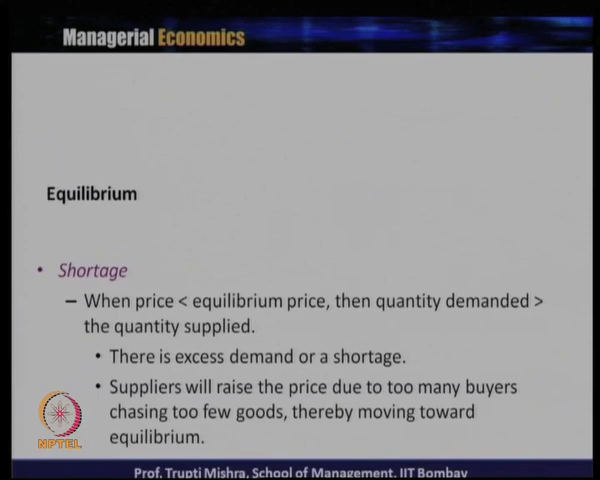 Managerial Economics
Equilibrium
• Shortage
– When price < equilibrium price, then quantity demanded >
the quantity supplied.
• There is excess demand or a shortage.
• Suppliers will raise the price due to too many buyers
chasing too few goods, thereby moving toward
equilibrium.
NPTEL
Prof. Trupti Mishra, School of Management, IIT Bombay